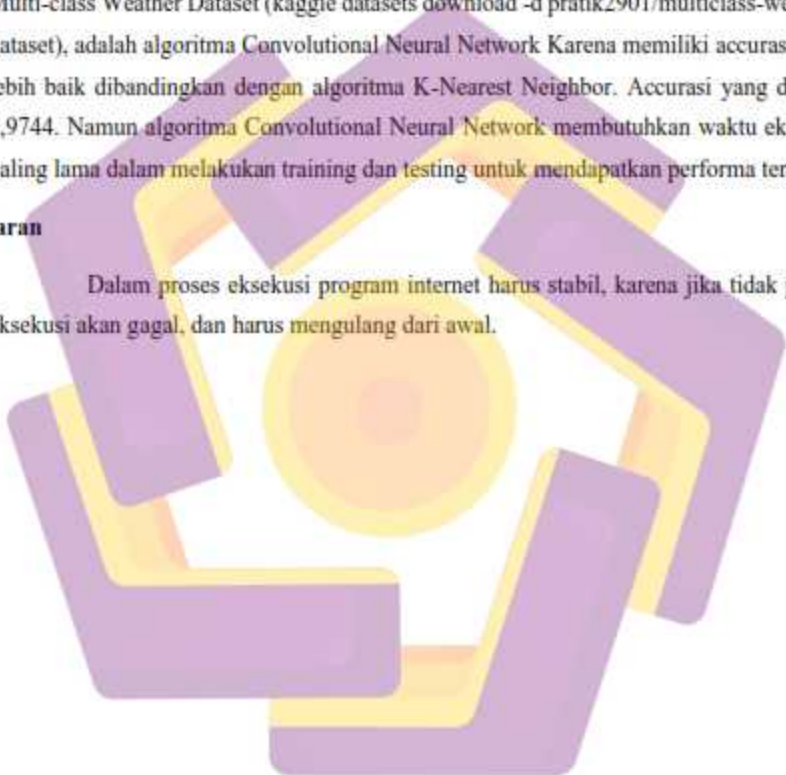 Multi-class Weather Dataset (kaggle datasets download -d pratik2901/multiclass-we
ataset), adalah algoritma Convolutional Neural Network Karena memiliki accuras
ebih baik dibandingkan dengan algoritma K-Nearest Neighbor. Accurasi yang d
,9744. Namun algoritma Convolutional Neural Network membutuhkan waktu ek
aling lama dalam melakukan training dan testing untuk mendapatkan performa ter
aran
Dalam proses eksekusi program internet harus stabil, karena jika tidak
ksekusi akan gagal, dan harus mengulang dari awal.